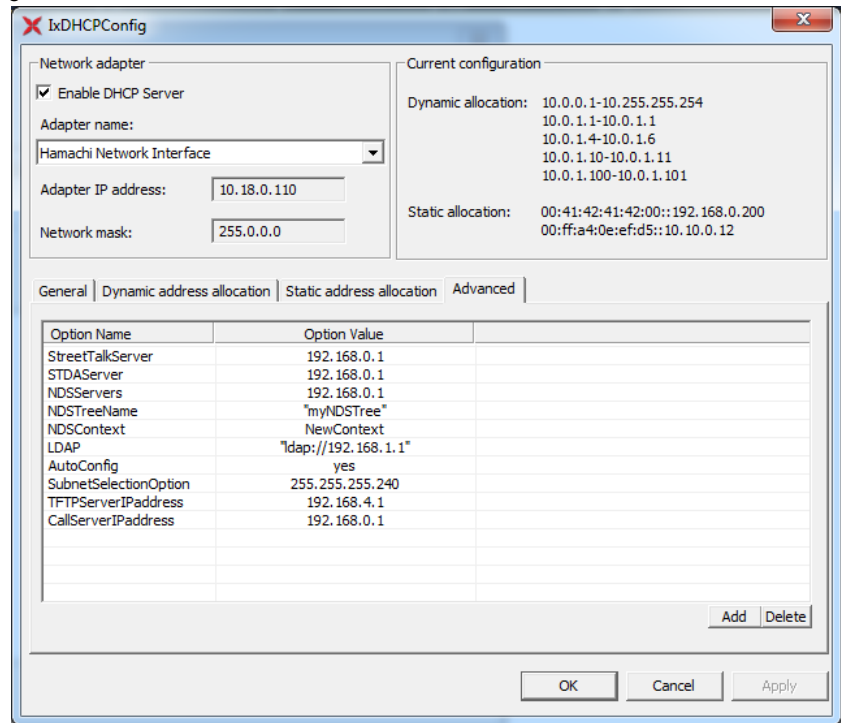 IxDHCPConfig
Network adapter
Enable DHCP Server
Adapter name:
Hamachi Network Interface
Adapter IP address: 10.18.0.110
Network mask: 255.0.0.0
Current configuration
Dynamic allocation: 10.0.0.1-10.255.255.254
10.0.1.1-10.0.1.1
10.0.1.4-10.0.1.6
10.0.1.10-10.0.1.11
10.0.1.100-10.0.1.101
Static allocation: 00:41:42:41:42:00::192.168.0.200
00:ff:a4:0e:ef:d5::10.10.0.12
General Dynamic address allocation Static address allocation Advanced
Option Name Option Value
StreetTalkServer 192.168.0.1
STDAServer 192.168.0.1
NDSServers 192.168.0.1
NDSTreeName "myNDSTree"
NDSContext NewContext
LDAP "ldap://192.168.1.1"
AutoConfig yes
SubnetSelectionOption 255.255.255.240
TFTPServerIPaddress 192.168.4.1
CallServerIPaddress 192.168.0.1
Add Delete
OK Cancel Apply